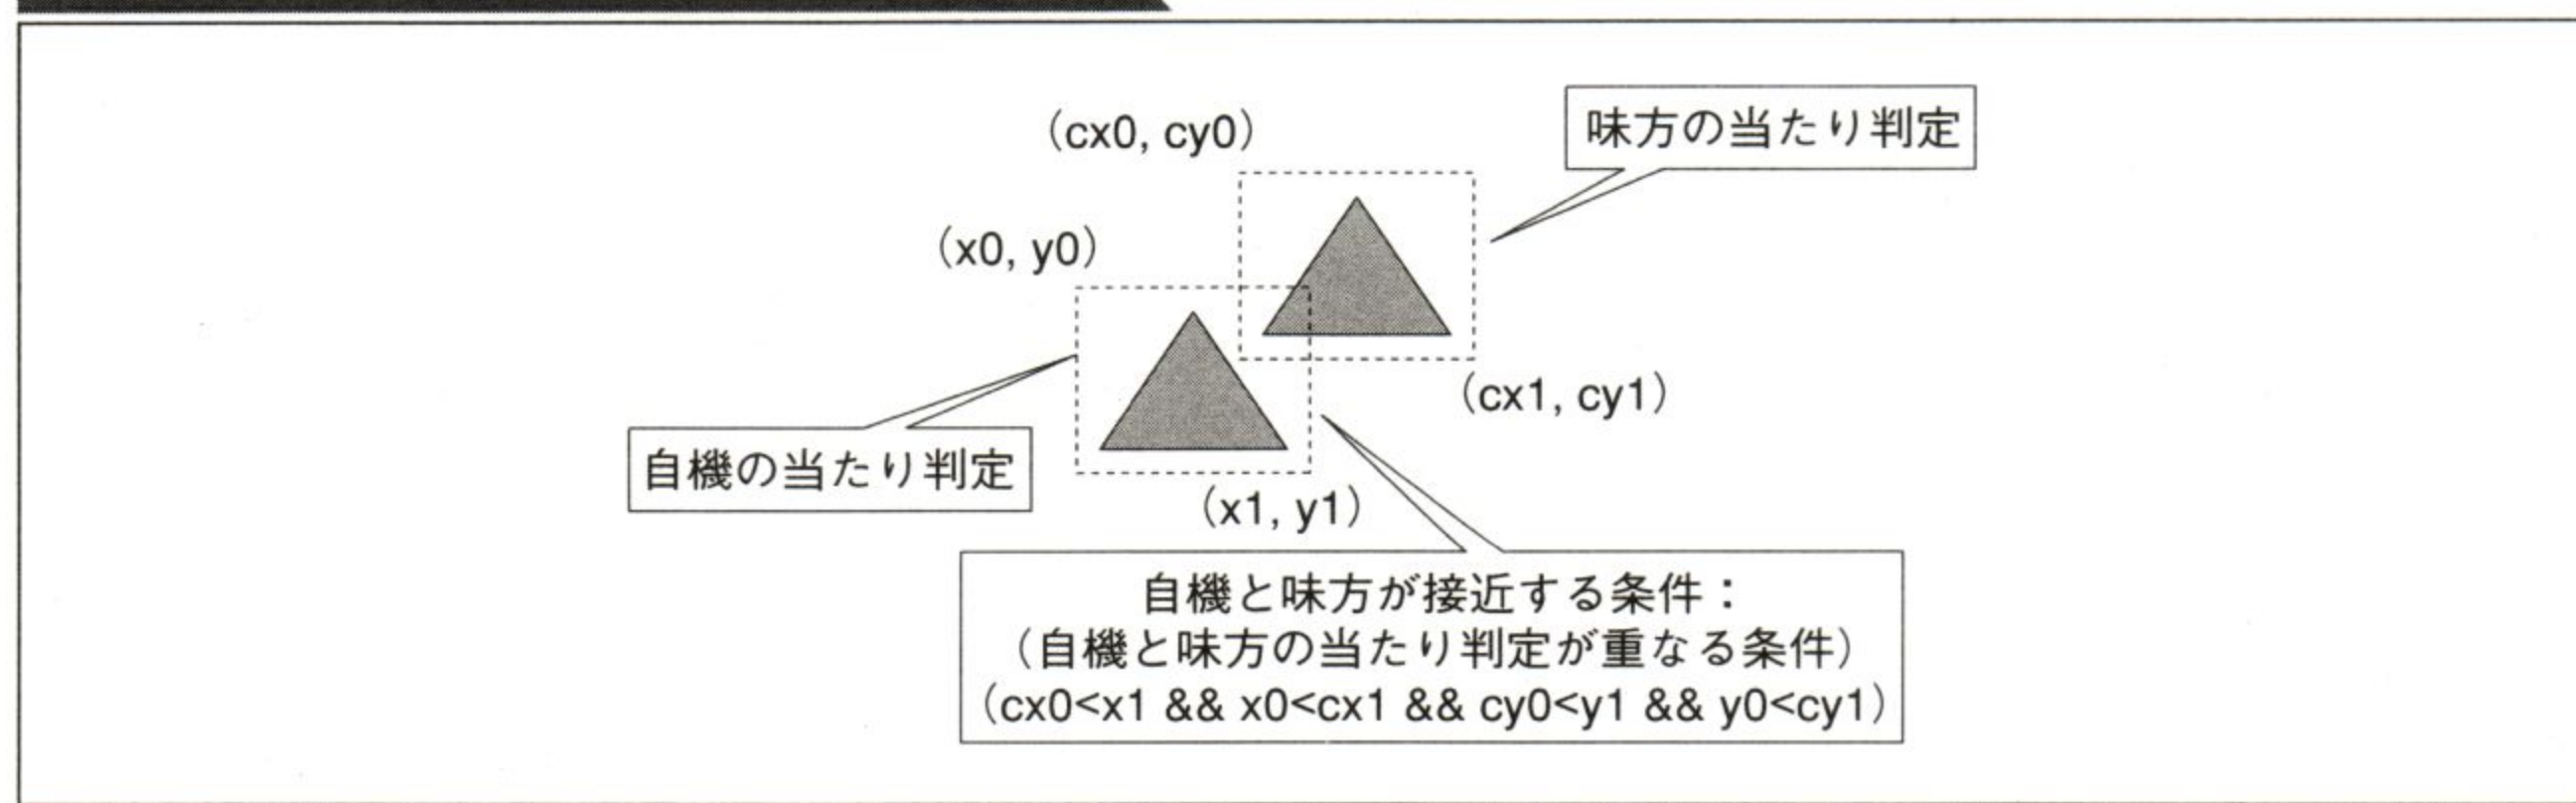 （cx0, cy0）
味方の当たり判定
（x0, y0）
（cx1, cy1）
自機の当たり判定
（x1, y1）
自機と味方が接近する条件：
（自機と味方の当たり判定が重なる条件）
（cx0<x1 && x0<cx1 && cy0<y1 && y0<cy1）